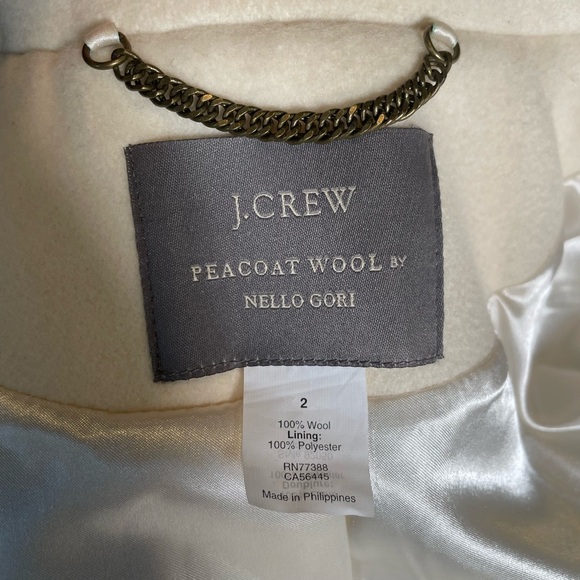 J.CREW
PEACOAT WOOL BY
NELLO GORI
2
100% Wool
Lining:
100% Polyester
RN77388
CA56445
Made in Philippines